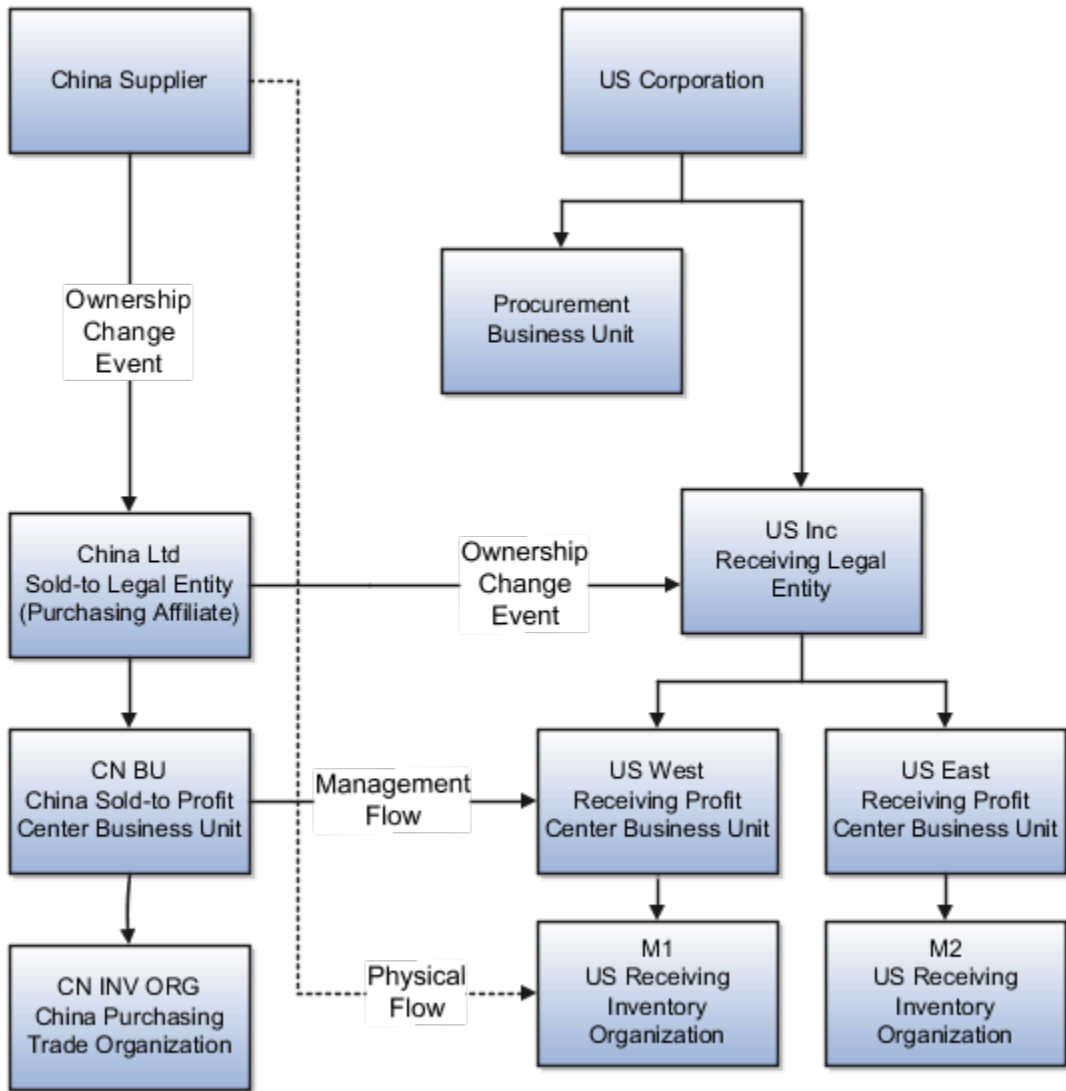 China Supplier
US Corporation
Procurement
Business Unit
Ownership
Change
Event
China Ltd
Sold-to Legal Entity
(Purchasing Affiliate)
Ownership
Change
Event
US Inc
Receiving Legal
Entity
CN BU
China Sold-to Profit
Center Business Unit
Management
Flow
US West
Receiving Profit
Center Business Unit
US East
Receiving Profit
Center Business Unit
CN INV ORG
China Purchasing
Trade Organization
Physical
Flow
M1
US Receiving
Inventory
Organization
M2
US Receiving
Inventory
Organization